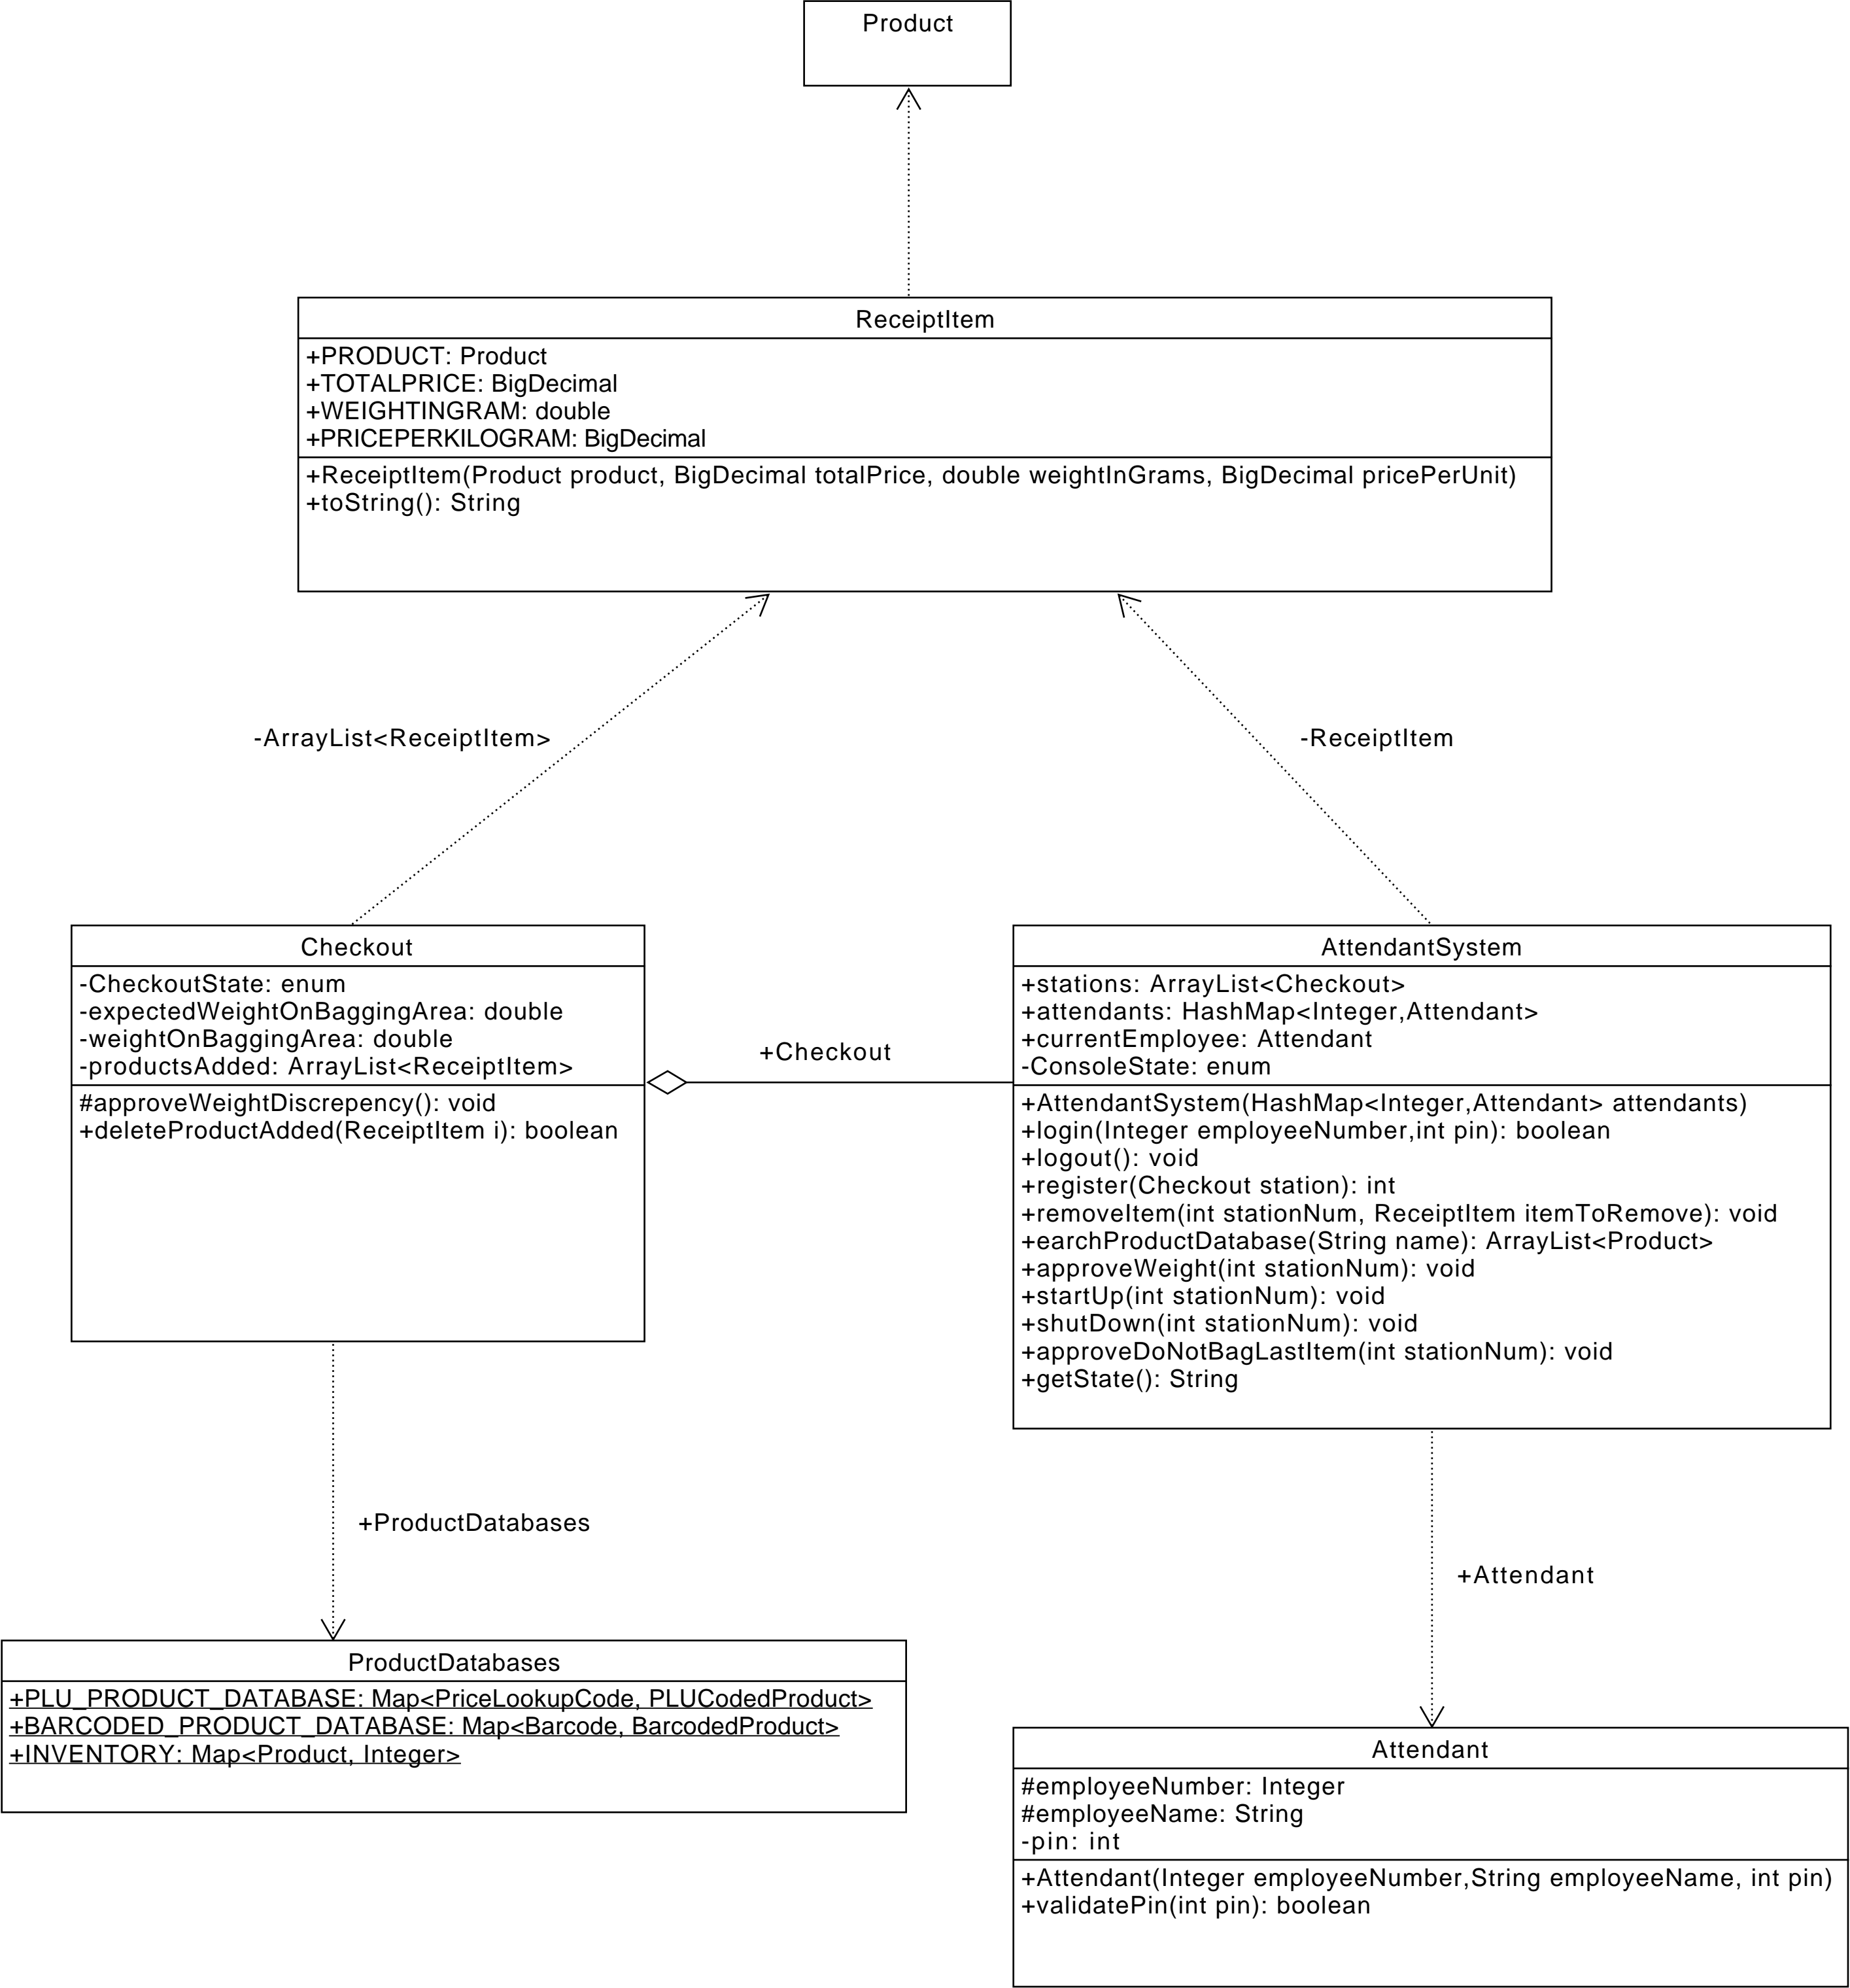 Product
ReceiptItem
+PRODUCT: Product
+TOTALPRICE: BigDecimal
+WEIGHTINGRAM: double
+PRICEPERKILOGRAM: BigDecimal
+ReceiptItem(Product product, BigDecimal totalPrice, double weightInGrams, BigDecimal pricePerUnit)
+toString(): String
-ArrayList<ReceiptItem>
-ReceiptItem
Checkout
-CheckoutState: enum
-expectedWeightOnBaggingArea: double
-weightOnBaggingArea: double
-productsAdded: ArrayList<ReceiptItem>
#approveWeightDiscrepency(): void
+deleteProductAdded(ReceiptItem i): boolean
+Checkout
AttendantSystem
+stations: ArrayList<Checkout>
+attendants: HashMap<Integer,Attendant>
+currentEmployee: Attendant
-ConsoleState: enum
+AttendantSystem(HashMap<Integer,Attendant> attendants)
+login(Integer employeeNumber,int pin): boolean
+logout(): void
+register(Checkout station): int
+removeItem(int stationNum, ReceiptItem itemToRemove): void
+earchProductDatabase(String name): ArrayList<Product>
+approveWeight(int stationNum): void
+startUp(int stationNum): void
+shutDown(int stationNum): void
+approveDoNotBagLastItem(int stationNum): void
+getState(): String
+ProductDatabases
+Attendant
ProductDatabases
+PLU_PRODUCT_DATABASE: Map<PriceLookupCode, PLUCodedProduct>
+BARCODED_PRODUCT_DATABASE: Map<Barcode, BarcodedProduct>
+INVENTORY: Map<Product, Integer>
Attendant
#employeeNumber: Integer
#employeeName: String
-pin: int
+Attendant(Integer employeeNumber,String employeeName, int pin)
+validatePin(int pin): boolean